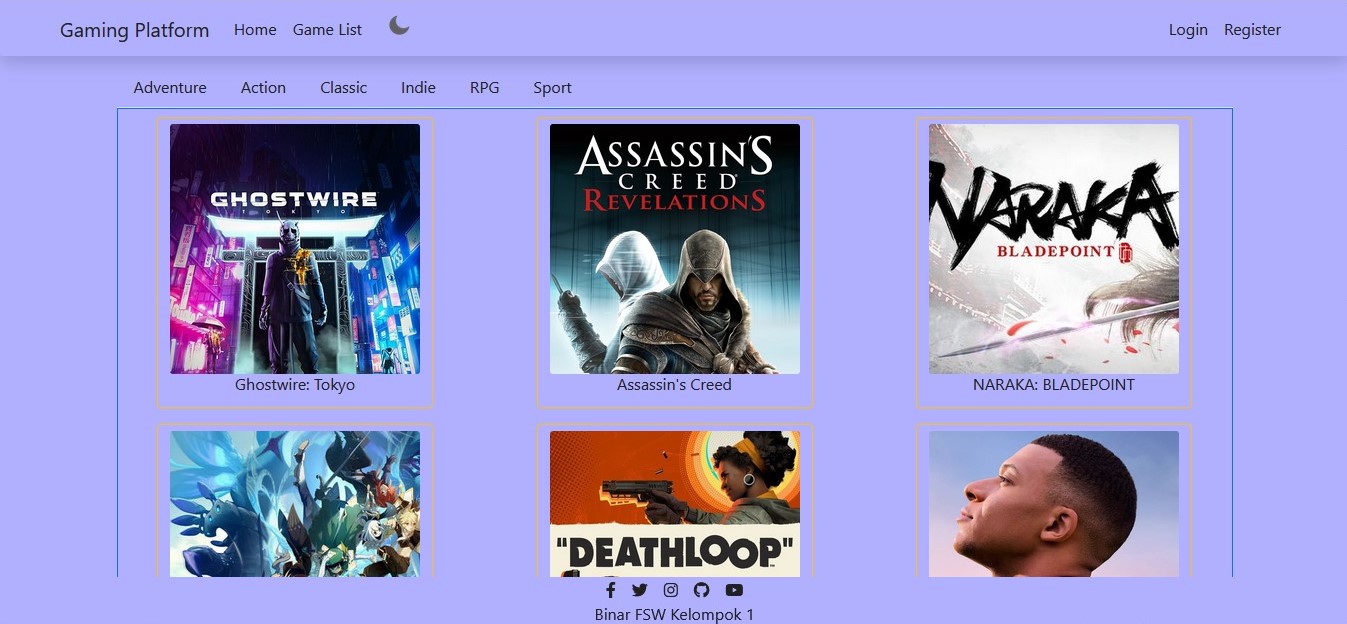 Gaming Platform Home Game List Login Register
Adventure Action Classic Indie RPG Sport
GHOSTWIRE
TOKYO
ASSASSIN'S
CREED
REVELATIONS
NARAKA
BLADEPOINT
Ghostwire: Tokyo
Assassin's Creed
NARAKA: BLADEPOINT
"DEATHLOOP"
Binar FSW Kelompok 1